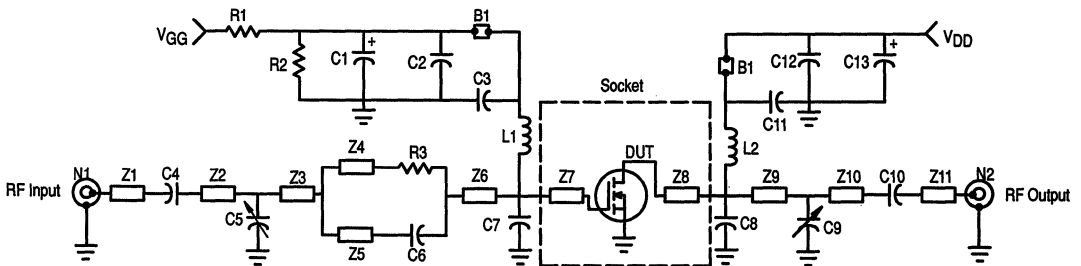 VGG
R1
R2
C1
+
C2
B1
C3
L1
Socket
B1
C12
C13
+
VDD
C11
L2
DUT
RF Input
N1
Z1
C4
Z2
C5
Z3
Z4
R3
Z5
C6
Z6
C7
Z7
Z8
C8
Z9
C9
Z10
C10
Z11
N2
RF Output